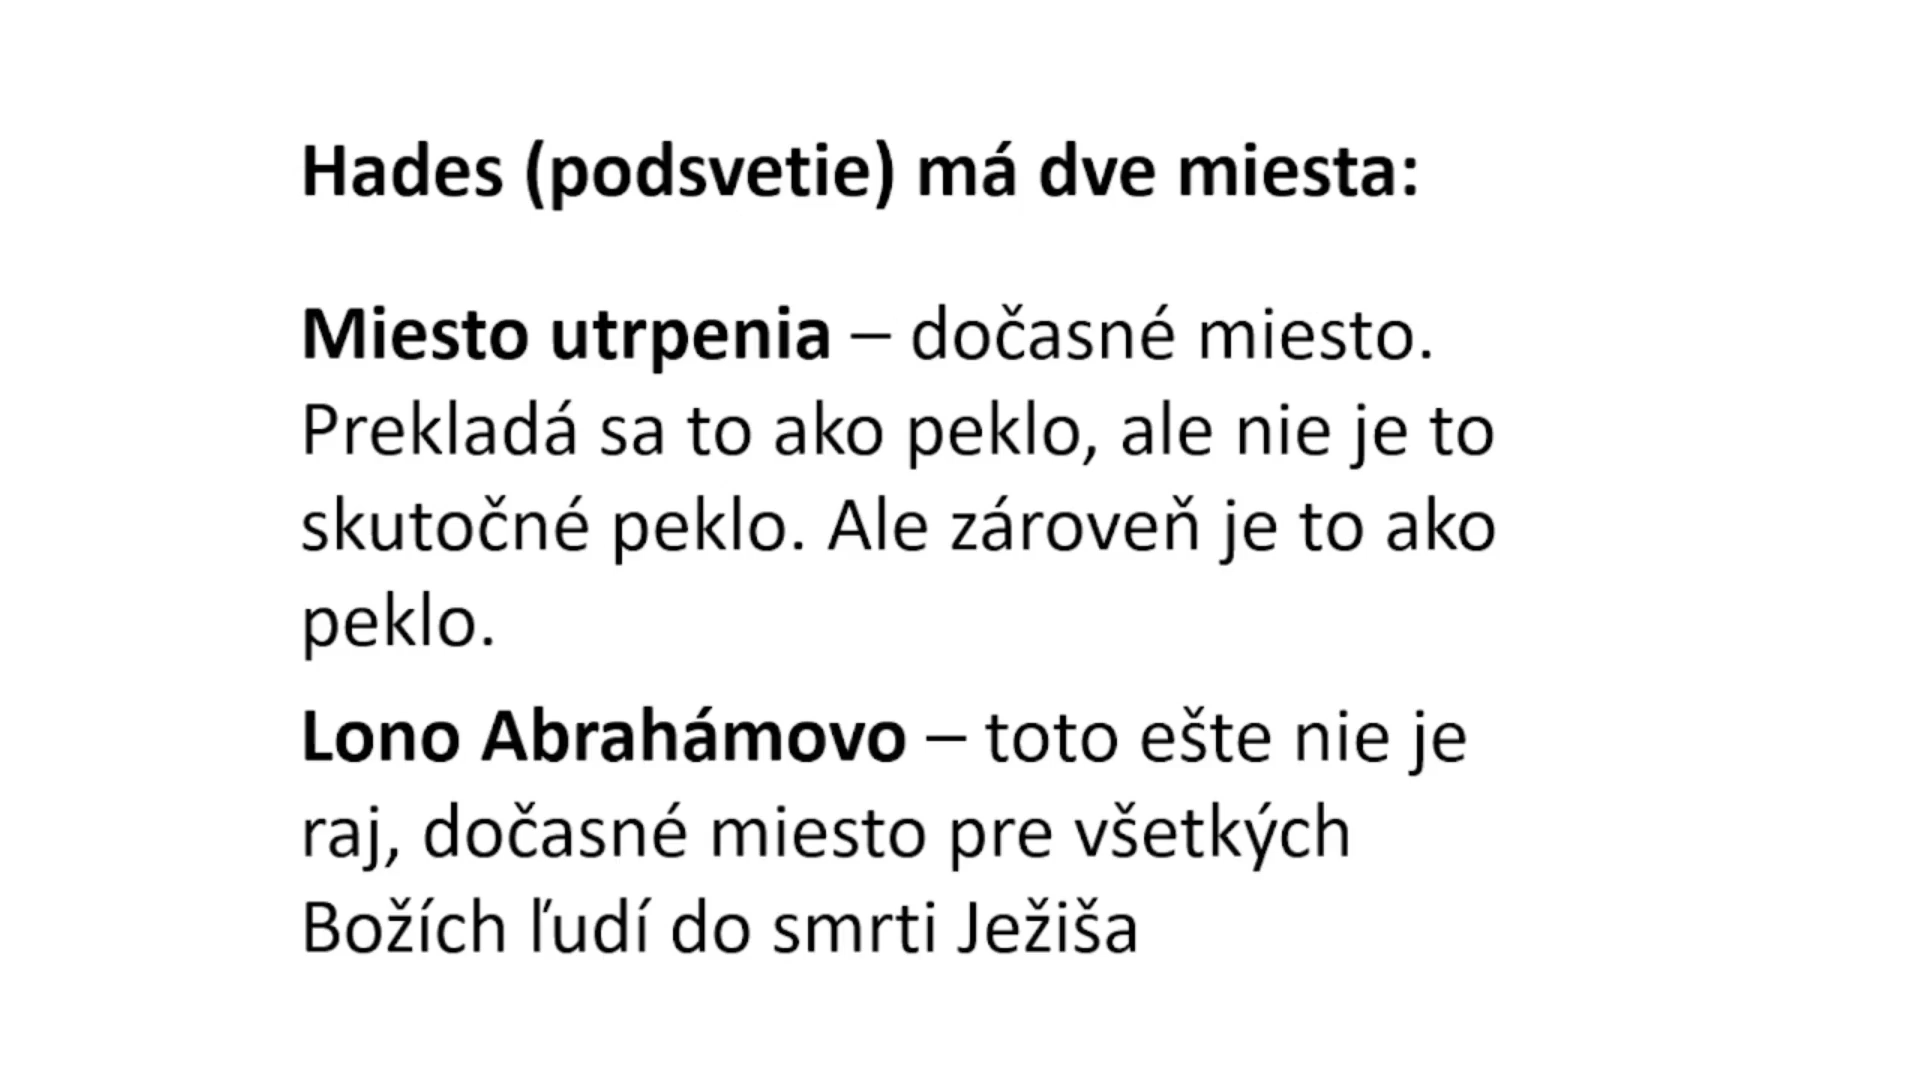 Hades (podsvetie) má dve miesta:
Miesto utrpenia – dočasné miesto.
Prekladá sa to ako peklo, ale nie je to
skutočné peklo. Ale zároveň je to ako
peklo.
Lono Abrahámovo – toto ešte nie je
raj, dočasné miesto pre všetkých
Božích ľudí do smrti Ježiša